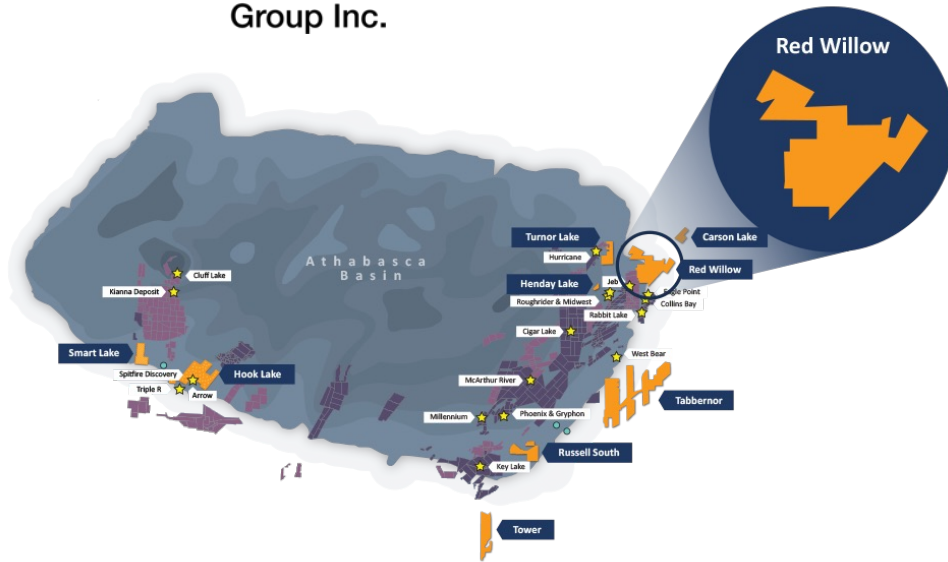 Group Inc.
Red Willow
Turnor Lake
Carson Lake
Hurricane
Athabasca
Basin
Red Willow
Cluff Lake
Henday Lake
Jeb
Eagle Point
Kianna Deposit
Roughrider & Midwest
Collins Bay
Rabbit Lake
Cigar Lake
Smart Lake
West Bear
Spitfire Discovery
Hook Lake
McArthur River
Triple R
Arrow
Tabbernor
Millennium
Phoenix & Gryphon
Russell South
Key Lake
Tower